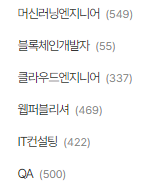 머신러닝엔지니어 (549)
블록체인개발자 (55)
클라우드엔지니어 (337)
웹퍼블리셔 (469)
IT컨설팅 (422)
QA (500)